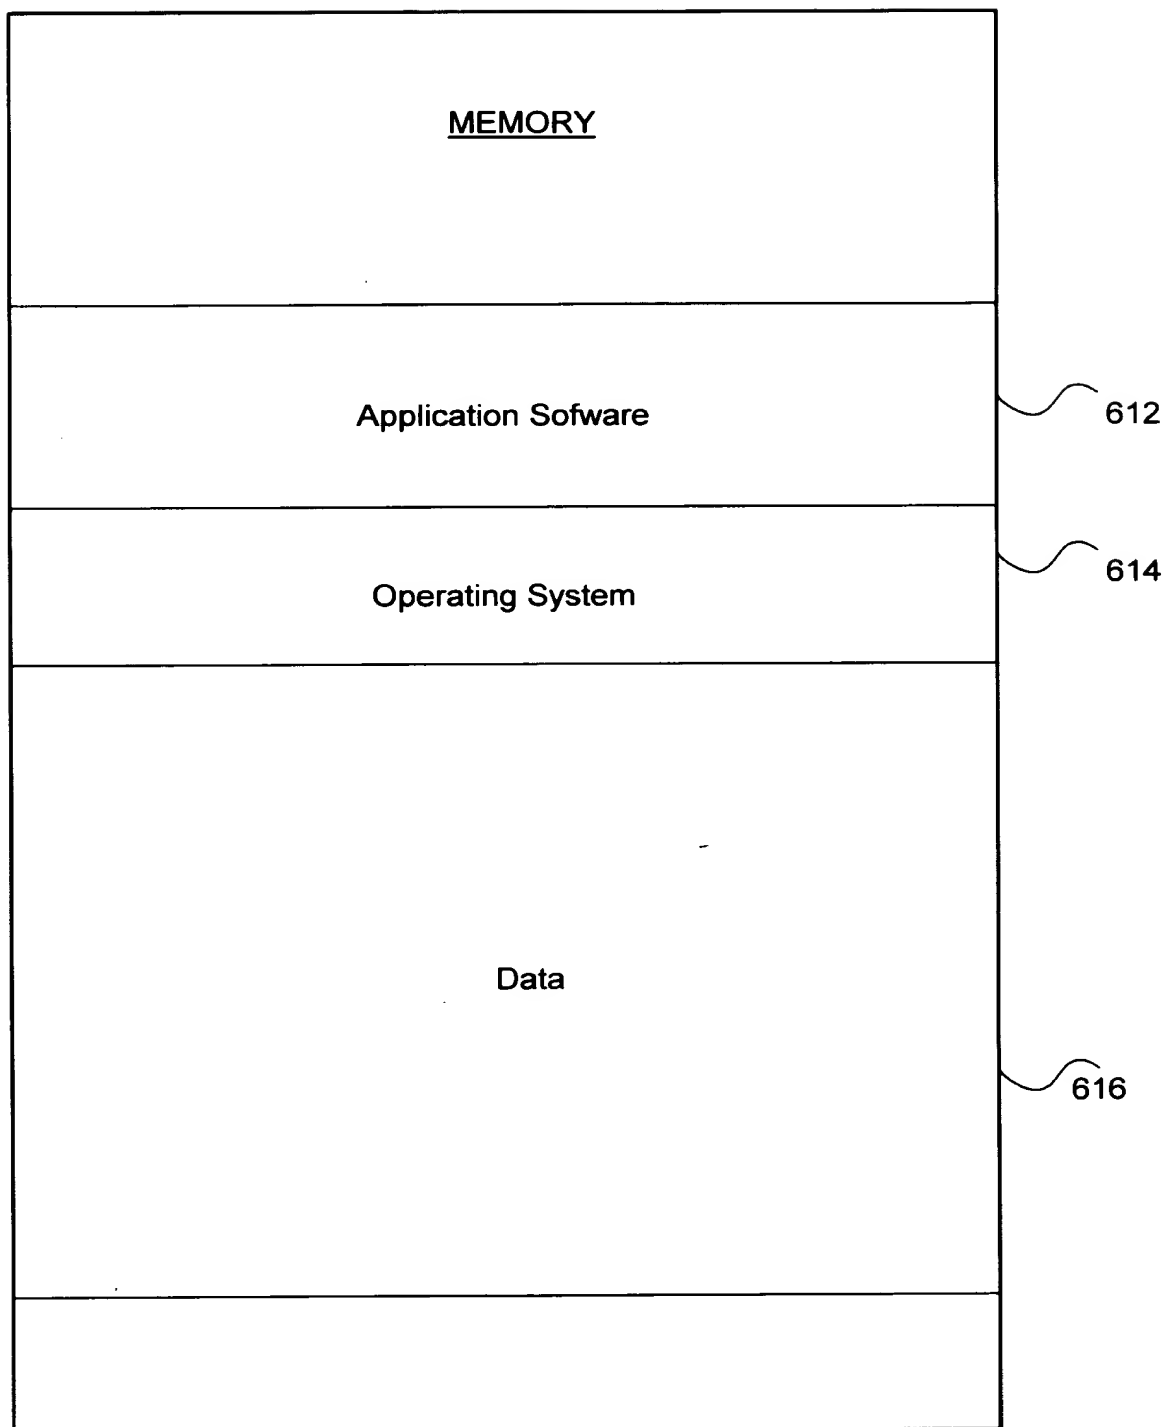 MEMORY
Application Sofware
612
614
Operating System
Data
616